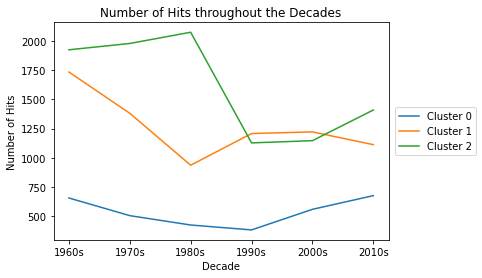 Number of Hits throughout the Decades
Number of Hits
2000
1750
1500
1250
1000
750
500
1960s 1970s 1980s 1990s 2000s 2010s
Decade
Cluster 0
Cluster 1
Cluster 2